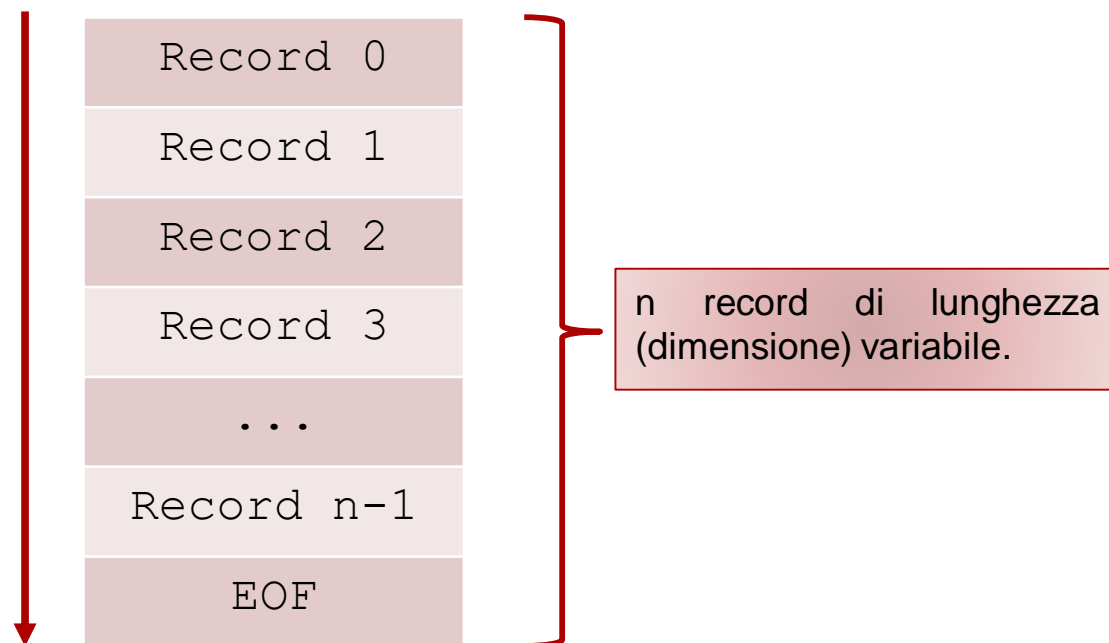 Record 0
Record 1
Record 2
Record 3
...
Record n-1
EOF
n record di lunghezza
(dimensione) variabile.